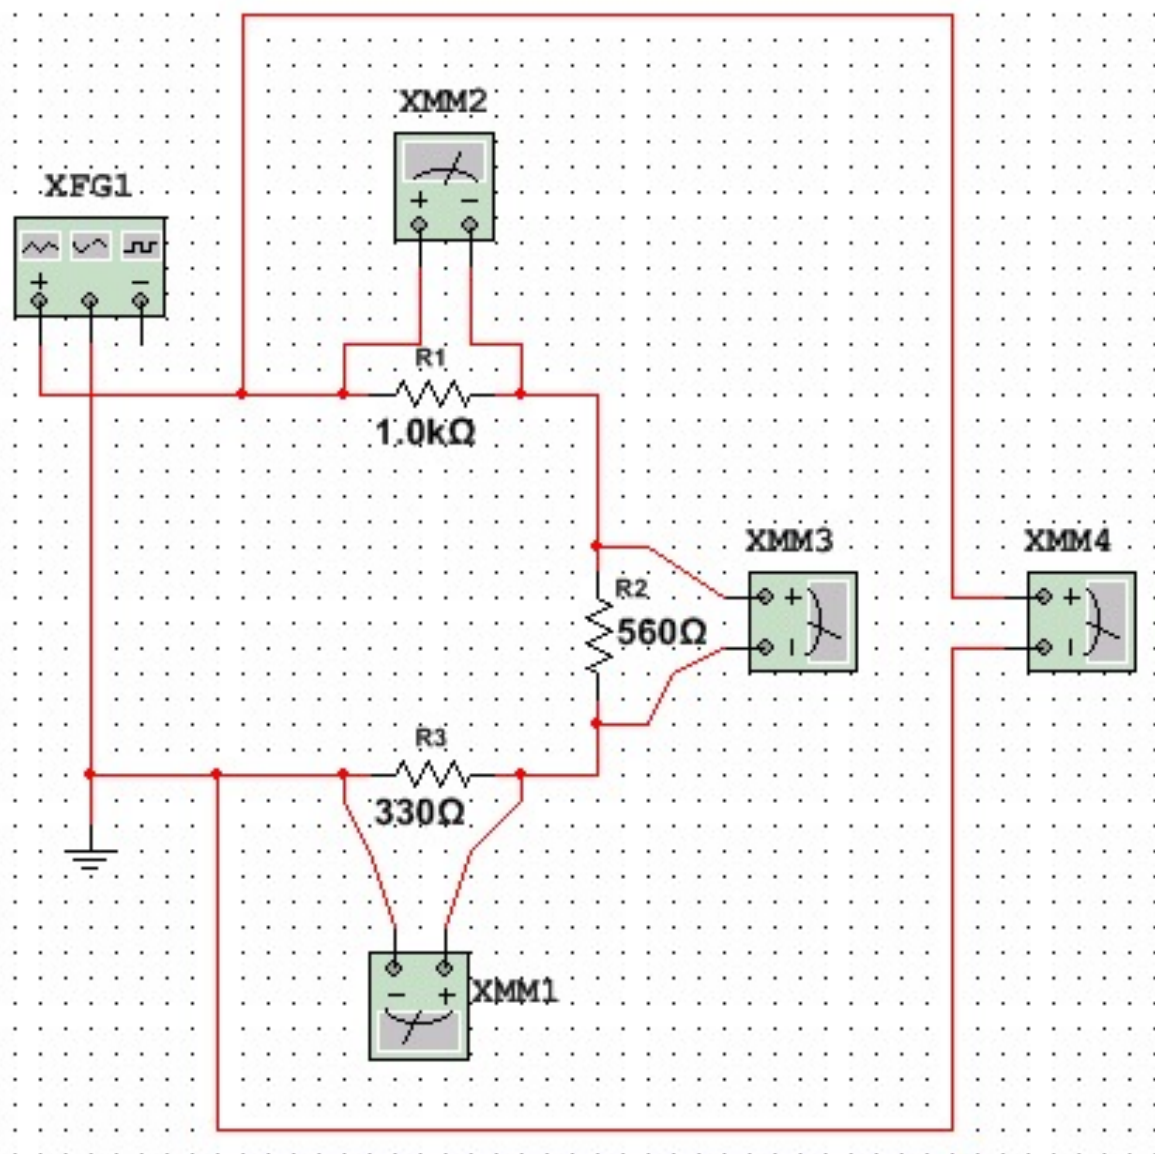 XMM2
XFG1
+ −
+ −
R1
1.0kΩ
XMM3
XMM4
R2
+
+
560Ω
−
−
R3
330Ω
− +
XMM1